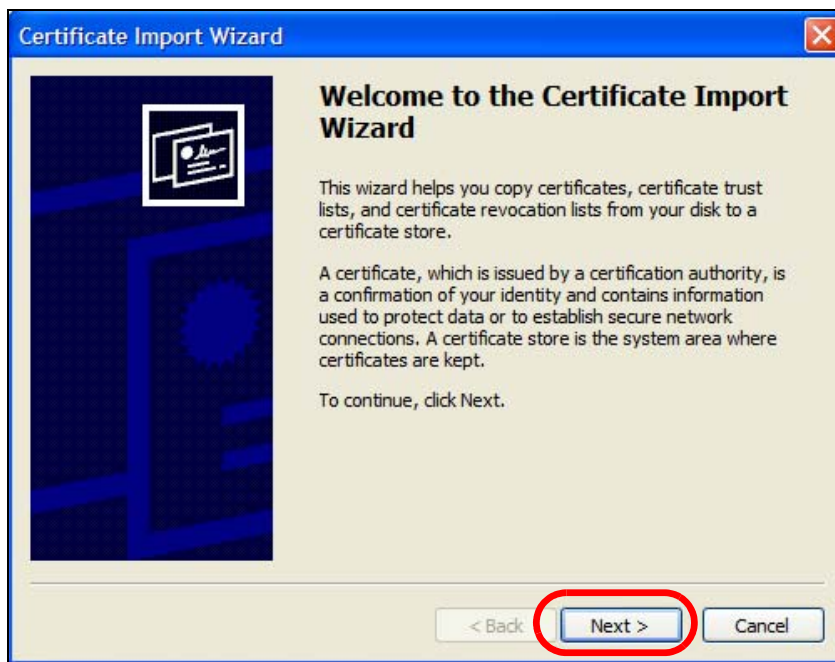 Certificate Import Wizard
Welcome to the Certificate Import
Wizard
This wizard helps you copy certificates, certificate trust
lists, and certificate revocation lists from your disk to a
certificate store.
A certificate, which is issued by a certification authority, is
a confirmation of your identity and contains information
used to protect data or to establish secure network
connections. A certificate store is the system area where
certificates are kept.
To continue, click Next.
< Back
Next >
Cancel